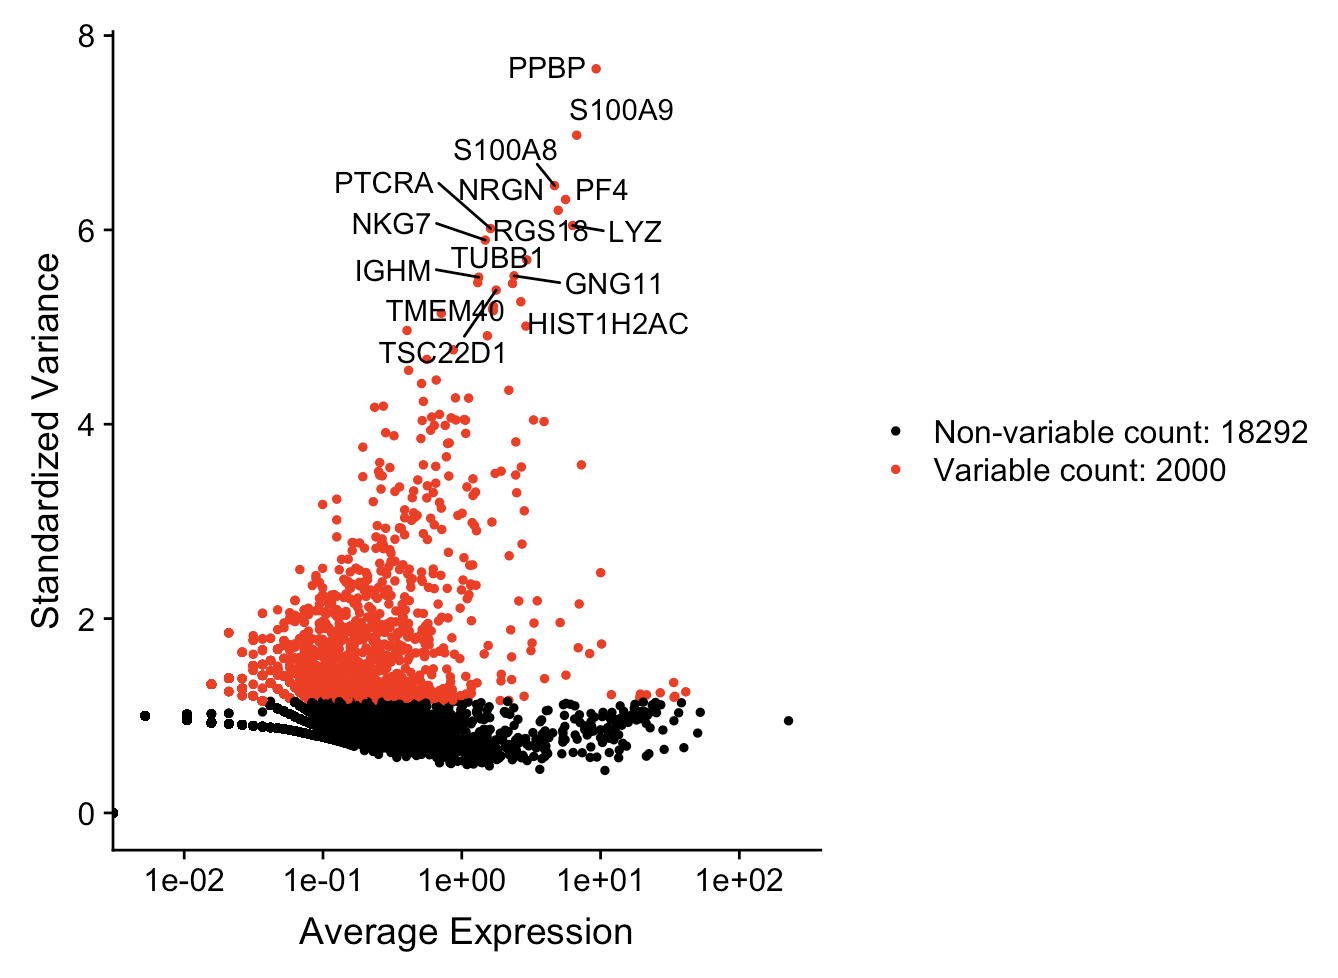 8
PPBP
S100A9
S100A8
PTCRA
NRGN
PF4
6
NKG7
RGS18
LYZ
TUBB1
IGHM
GNG11
TMEM40
HIST1H2AC
TSC22D1
4
2
0
Standardized Variance
Non-variable count: 18292
Variable count: 2000
1e-02
1e-01
1e+00
1e+01
1e+02
Average Expression